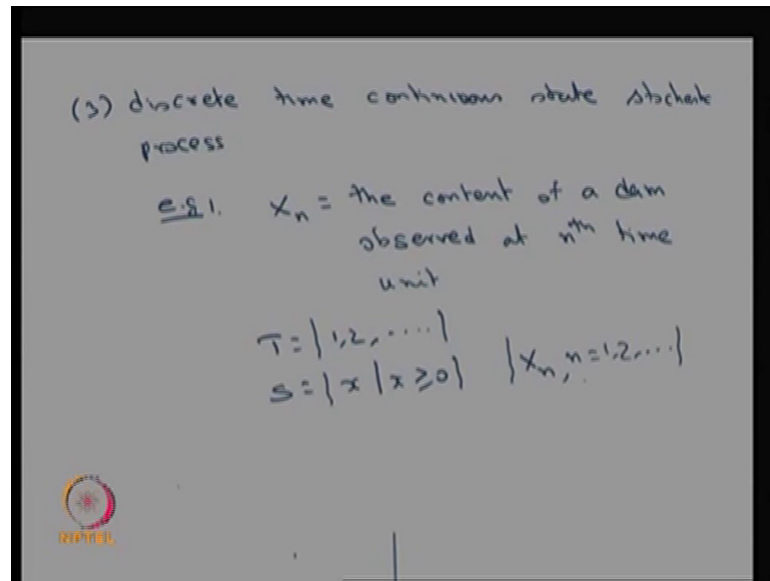 (3) discrete time continuous state stochastic
process
e.g 1. Xn = the content of a dam
observed at nth time
unit
T = {1,2, .....}
S = {x | x ≥ 0} {Xn, n=1,2,...}
NPTEL